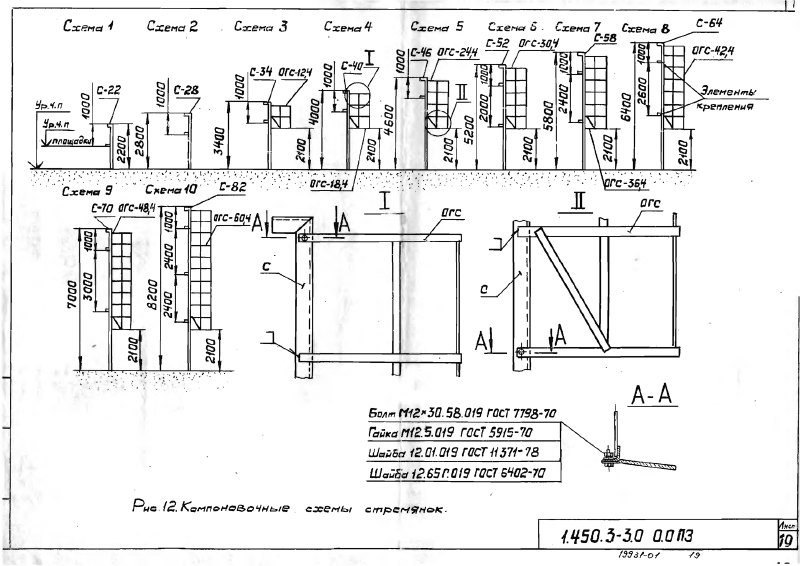 Схема 1
Схема 2
Схема 3
Схема 4
Схема 5
Схема 6
Схема 7
Схема 8
Ур.ч.п
Ур.ч.п
площадки
1000
С-22
2200
2800
1000
С-28
3400
1000
С-34
ОГС-12,4
2100
4000
1000
С-40
I
2100
ОГС-18,4
4600
1000
С-46
ОГС-24,4
II
2100
5200
1000
2000
С-52
ОГС-30,4
2100
5800
1000
2400
С-58
2100
ОГС-36,4
6400
1000
2600
С-64
ОГС-42,4
Элементы
крепления
2100
Схема 9
Схема 10
С-70
ОГС-48,4
1000
3000
7000
2100
С-82
ОГС-60,4
1000
2400
2400
8200
2100
I
А
А
ОГС
С
II
ОГС
С
А
А
А-А
Болт М12×30.58.019 ГОСТ 7798-70
Гайка М12.5.019 ГОСТ 5915-70
Шайба 12.01.019 ГОСТ 11371-78
Шайба 12.65Г.019 ГОСТ 6402-70
Рис.12. Компоновочные схемы стремянок.
1.450.3-3.0 0.0ПЗ
Лист
19
19931-01 19